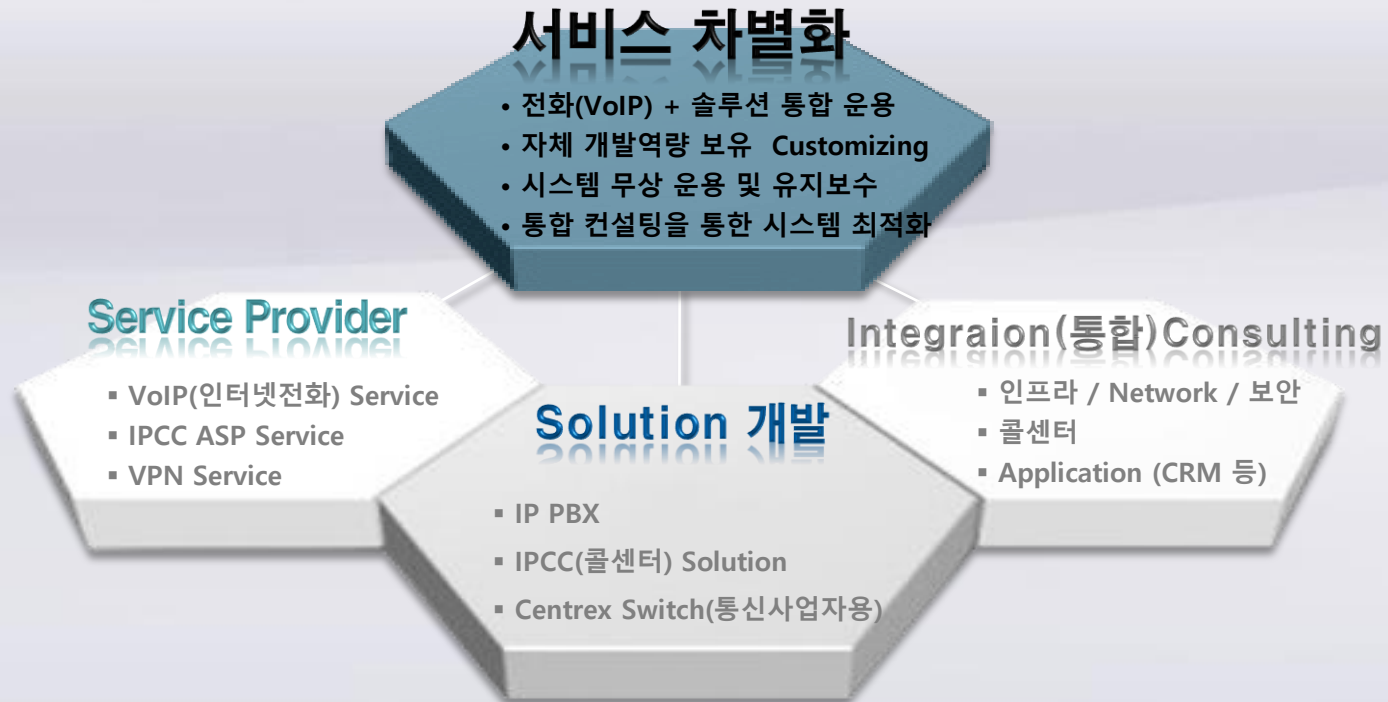 서비스 차별화
• 전화(VoIP) + 솔루션 통합 운용
• 자체 개발역량 보유 Customizing
• 시스템 무상 운용 및 유지보수
• 통합 컨설팅을 통한 시스템 최적화
Service Provider
▪ VoIP(인터넷전화) Service
▪ IPCC ASP Service
▪ VPN Service
Solution 개발
▪ IP PBX
▪ IPCC(콜센터) Solution
▪ Centrex Switch(통신사업자용)
Integraion(통합)Consulting
▪ 인프라 / Network / 보안
▪ 콜센터
▪ Application (CRM 등)